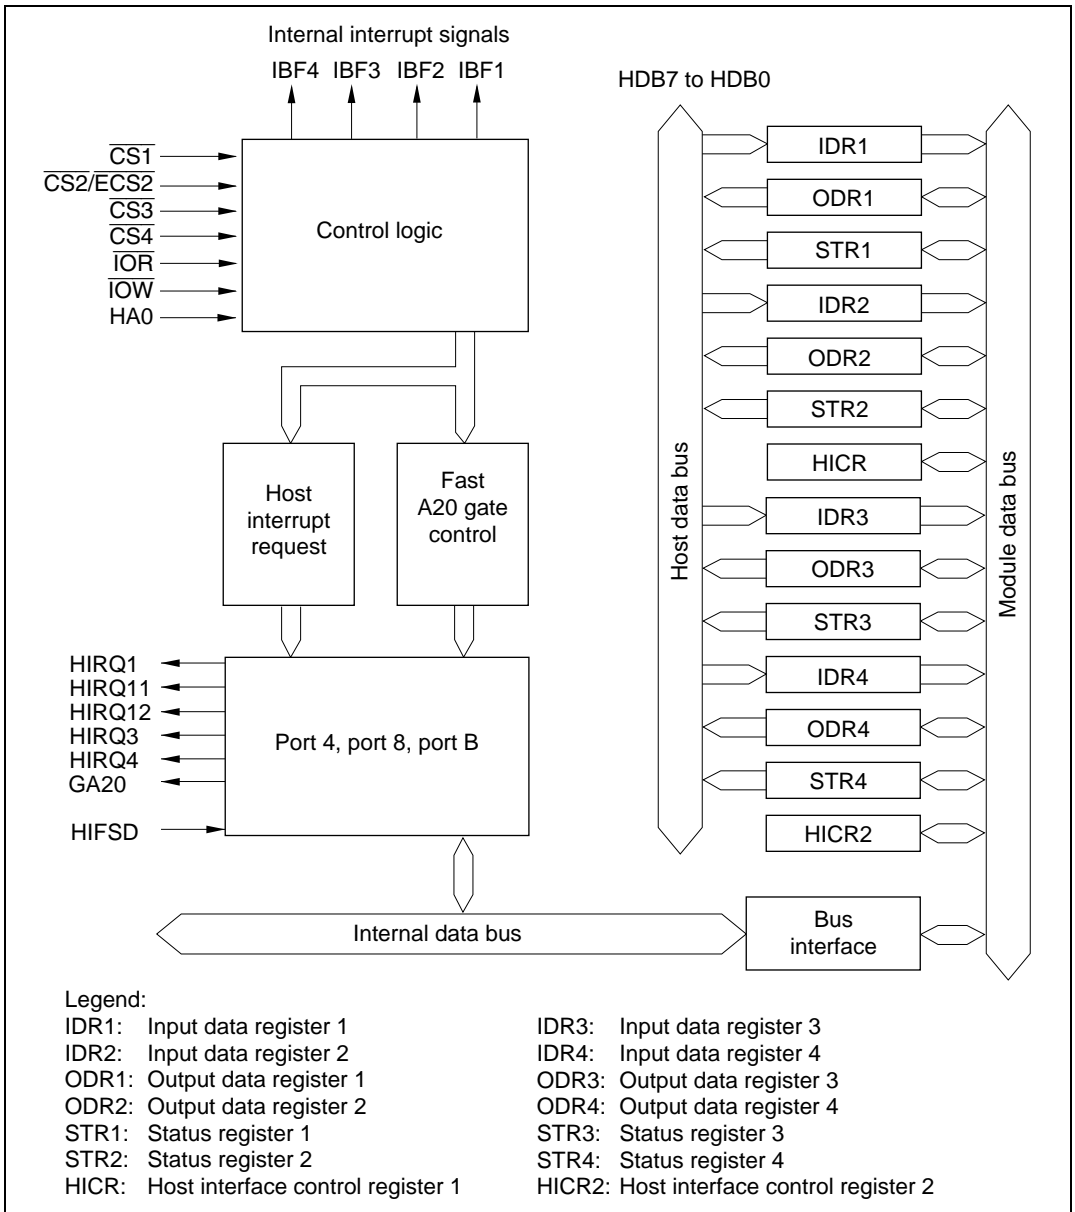 Internal interrupt signals
IBF4 IBF3 IBF2 IBF1
HDB7 to HDB0
CS1
CS2/ECS2
CS3
CS4
IOR
IOW
HA0
Control logic
Host
interrupt
request
Fast
A20 gate
control
HIRQ1
HIRQ11
HIRQ12
HIRQ3
HIRQ4
GA20
HIFSD
Port 4, port 8, port B
Host data bus
IDR1
ODR1
STR1
IDR2
ODR2
STR2
HICR
IDR3
ODR3
STR3
IDR4
ODR4
STR4
HICR2
Module data bus
Internal data bus
Bus
interface
Legend:
IDR1: Input data register 1
IDR2: Input data register 2
ODR1: Output data register 1
ODR2: Output data register 2
STR1: Status register 1
STR2: Status register 2
HICR: Host interface control register 1
IDR3: Input data register 3
IDR4: Input data register 4
ODR3: Output data register 3
ODR4: Output data register 4
STR3: Status register 3
STR4: Status register 4
HICR2: Host interface control register 2